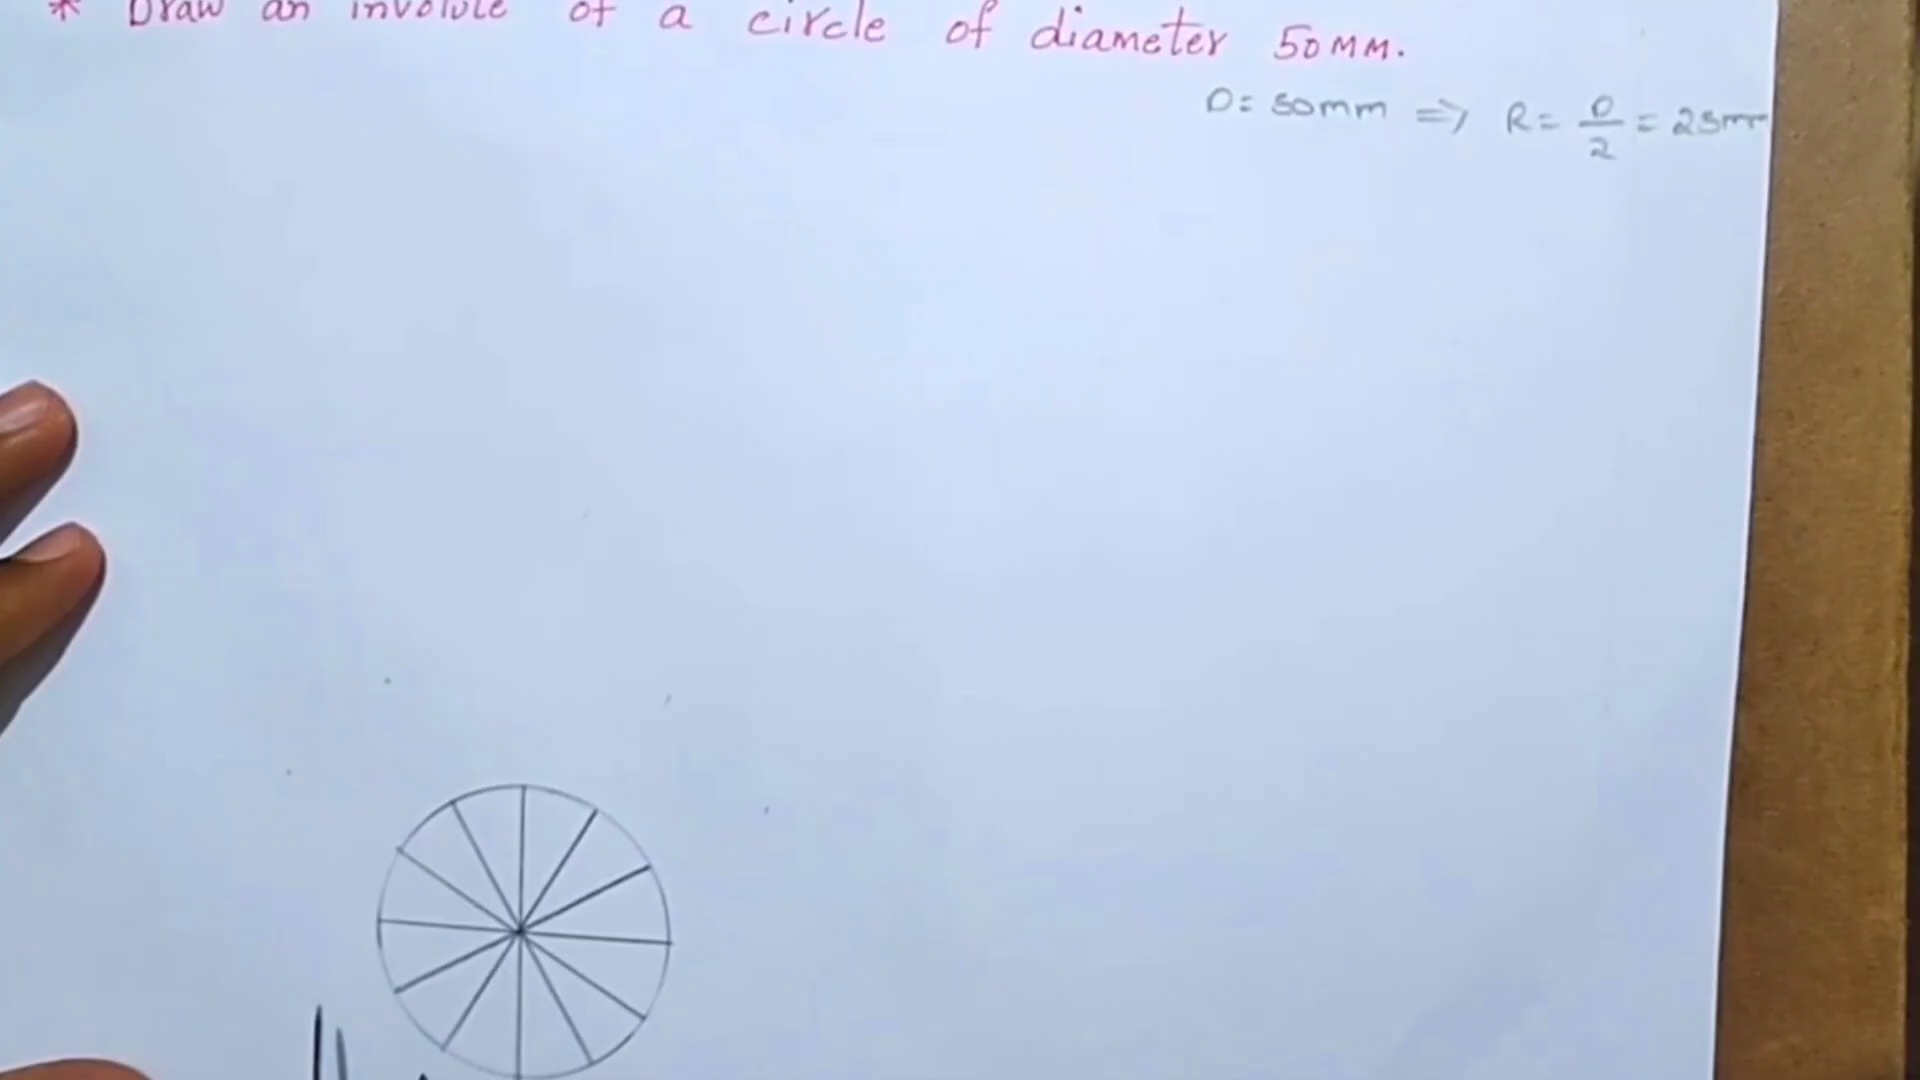 * Draw an involute of a circle of diameter 50MM.
D = 50mm ⇒ R = D/2 = 25mm